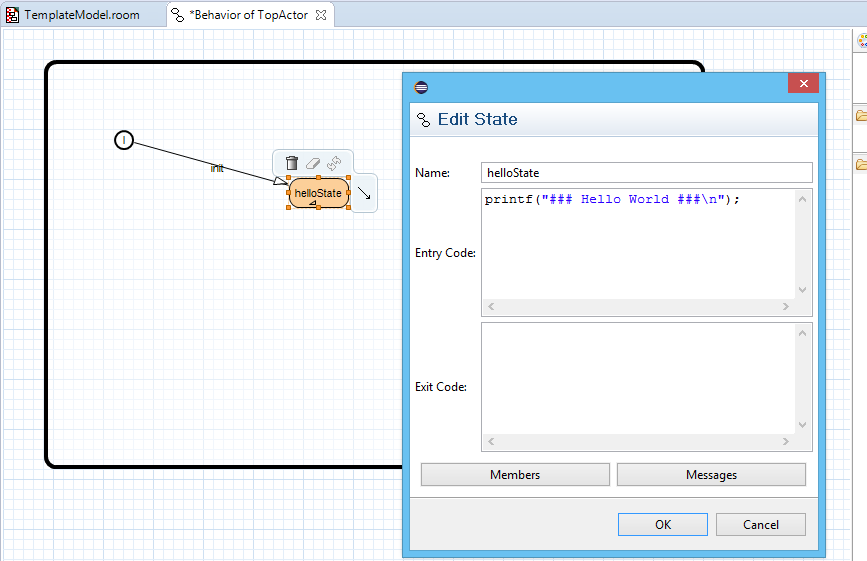 TemplateModel.room
*Behavior of TopActor
I
init
helloState
Edit State
Name:
helloState
Entry Code:
printf("### Hello World ###\n");
Exit Code:
Members
Messages
OK
Cancel